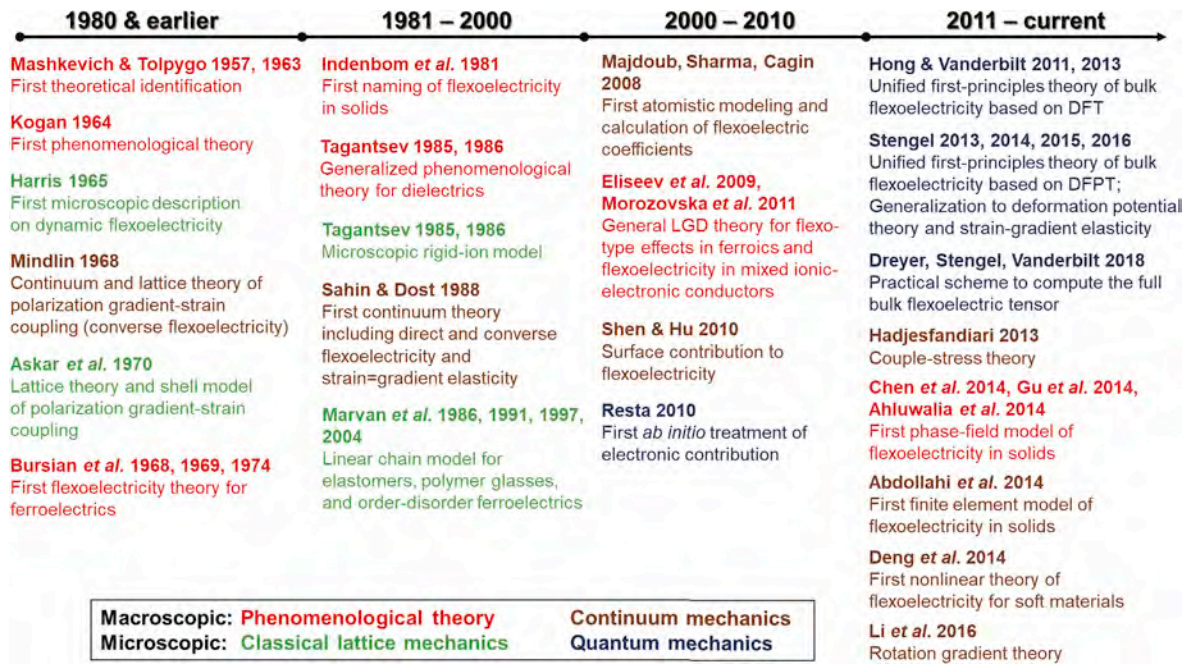 1980 & earlier
1981 – 2000
2000 – 2010
2011 – current
Mashkevich & Tolpygo 1957, 1963
First theoretical identification
Kogan 1964
First phenomenological theory
Harris 1965
First microscopic description
on dynamic flexoelectricity
Mindlin 1968
Continuum and lattice theory of
polarization gradient-strain
coupling (converse flexoelectricity)
Askar et al. 1970
Lattice theory and shell model
of polarization gradient-strain
coupling
Bursian et al. 1968, 1969, 1974
First flexoelectricity theory for
ferroelectrics
Indenbom et al. 1981
First naming of flexoelectricity
in solids
Tagantsev 1985, 1986
Generalized phenomenological
theory for dielectrics
Tagantsev 1985, 1986
Microscopic rigid-ion model
Sahin & Dost 1988
First continuum theory
including direct and converse
flexoelectricity and
strain=gradient elasticity
Marvan et al. 1986, 1991, 1997,
2004
Linear chain model for
elastomers, polymer glasses,
and order-disorder ferroelectrics
Majdoub, Sharma, Cagin
2008
First atomistic modeling and
calculation of flexoelectric
coefficients
Eliseev et al. 2009,
Morozovska et al. 2011
General LGD theory for flexo-
type effects in ferroics and
flexoelectricity in mixed ionic-
electronic conductors
Shen & Hu 2010
Surface contribution to
flexoelectricity
Resta 2010
First ab initio treatment of
electronic contribution
Hong & Vanderbilt 2011, 2013
Unified first-principles theory of bulk
flexoelectricity based on DFT
Stengel 2013, 2014, 2015, 2016
Unified first-principles theory of bulk
flexoelectricity based on DFPT;
Generalization to deformation potential
theory and strain-gradient elasticity
Dreyer, Stengel, Vanderbilt 2018
Practical scheme to compute the full
bulk flexoelectric tensor
Hadjesfandiari 2013
Couple-stress theory
Chen et al. 2014, Gu et al. 2014,
Ahluwalia et al. 2014
First phase-field model of
flexoelectricity in solids
Abdollahi et al. 2014
First finite element model of
flexoelectricity in solids
Deng et al. 2014
First nonlinear theory of
flexoelectricity for soft materials
Li et al. 2016
Rotation gradient theory
Macroscopic: Phenomenological theory Continuum mechanics
Microscopic: Classical lattice mechanics Quantum mechanics